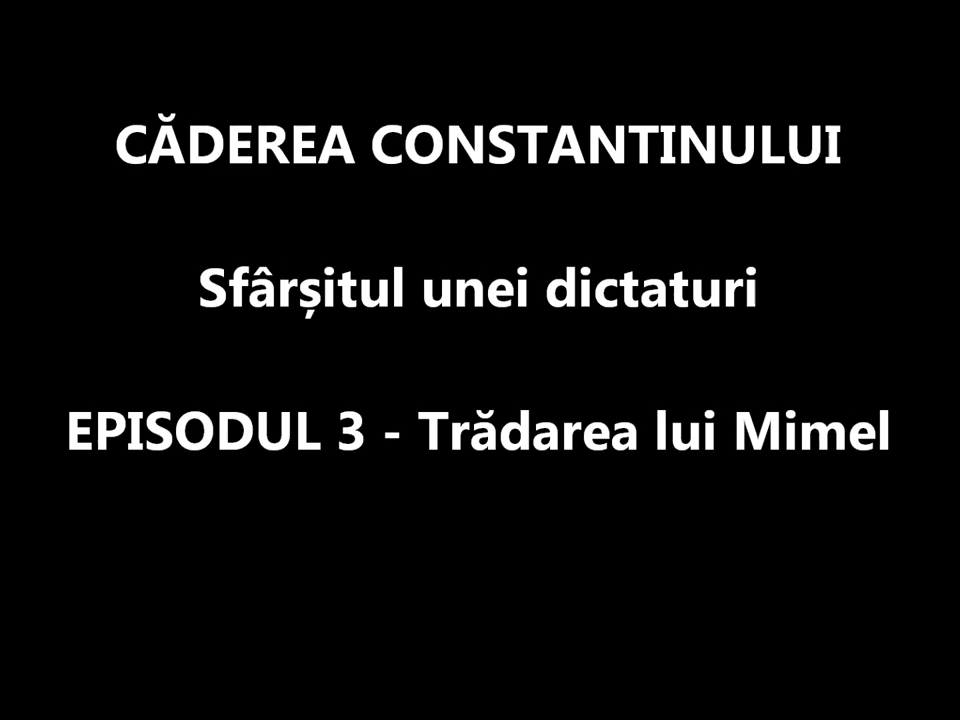 CĂDEREA CONSTANTINULUI
Sfârșitul unei dictaturi
EPISODUL 3 - Trădarea lui Mimel